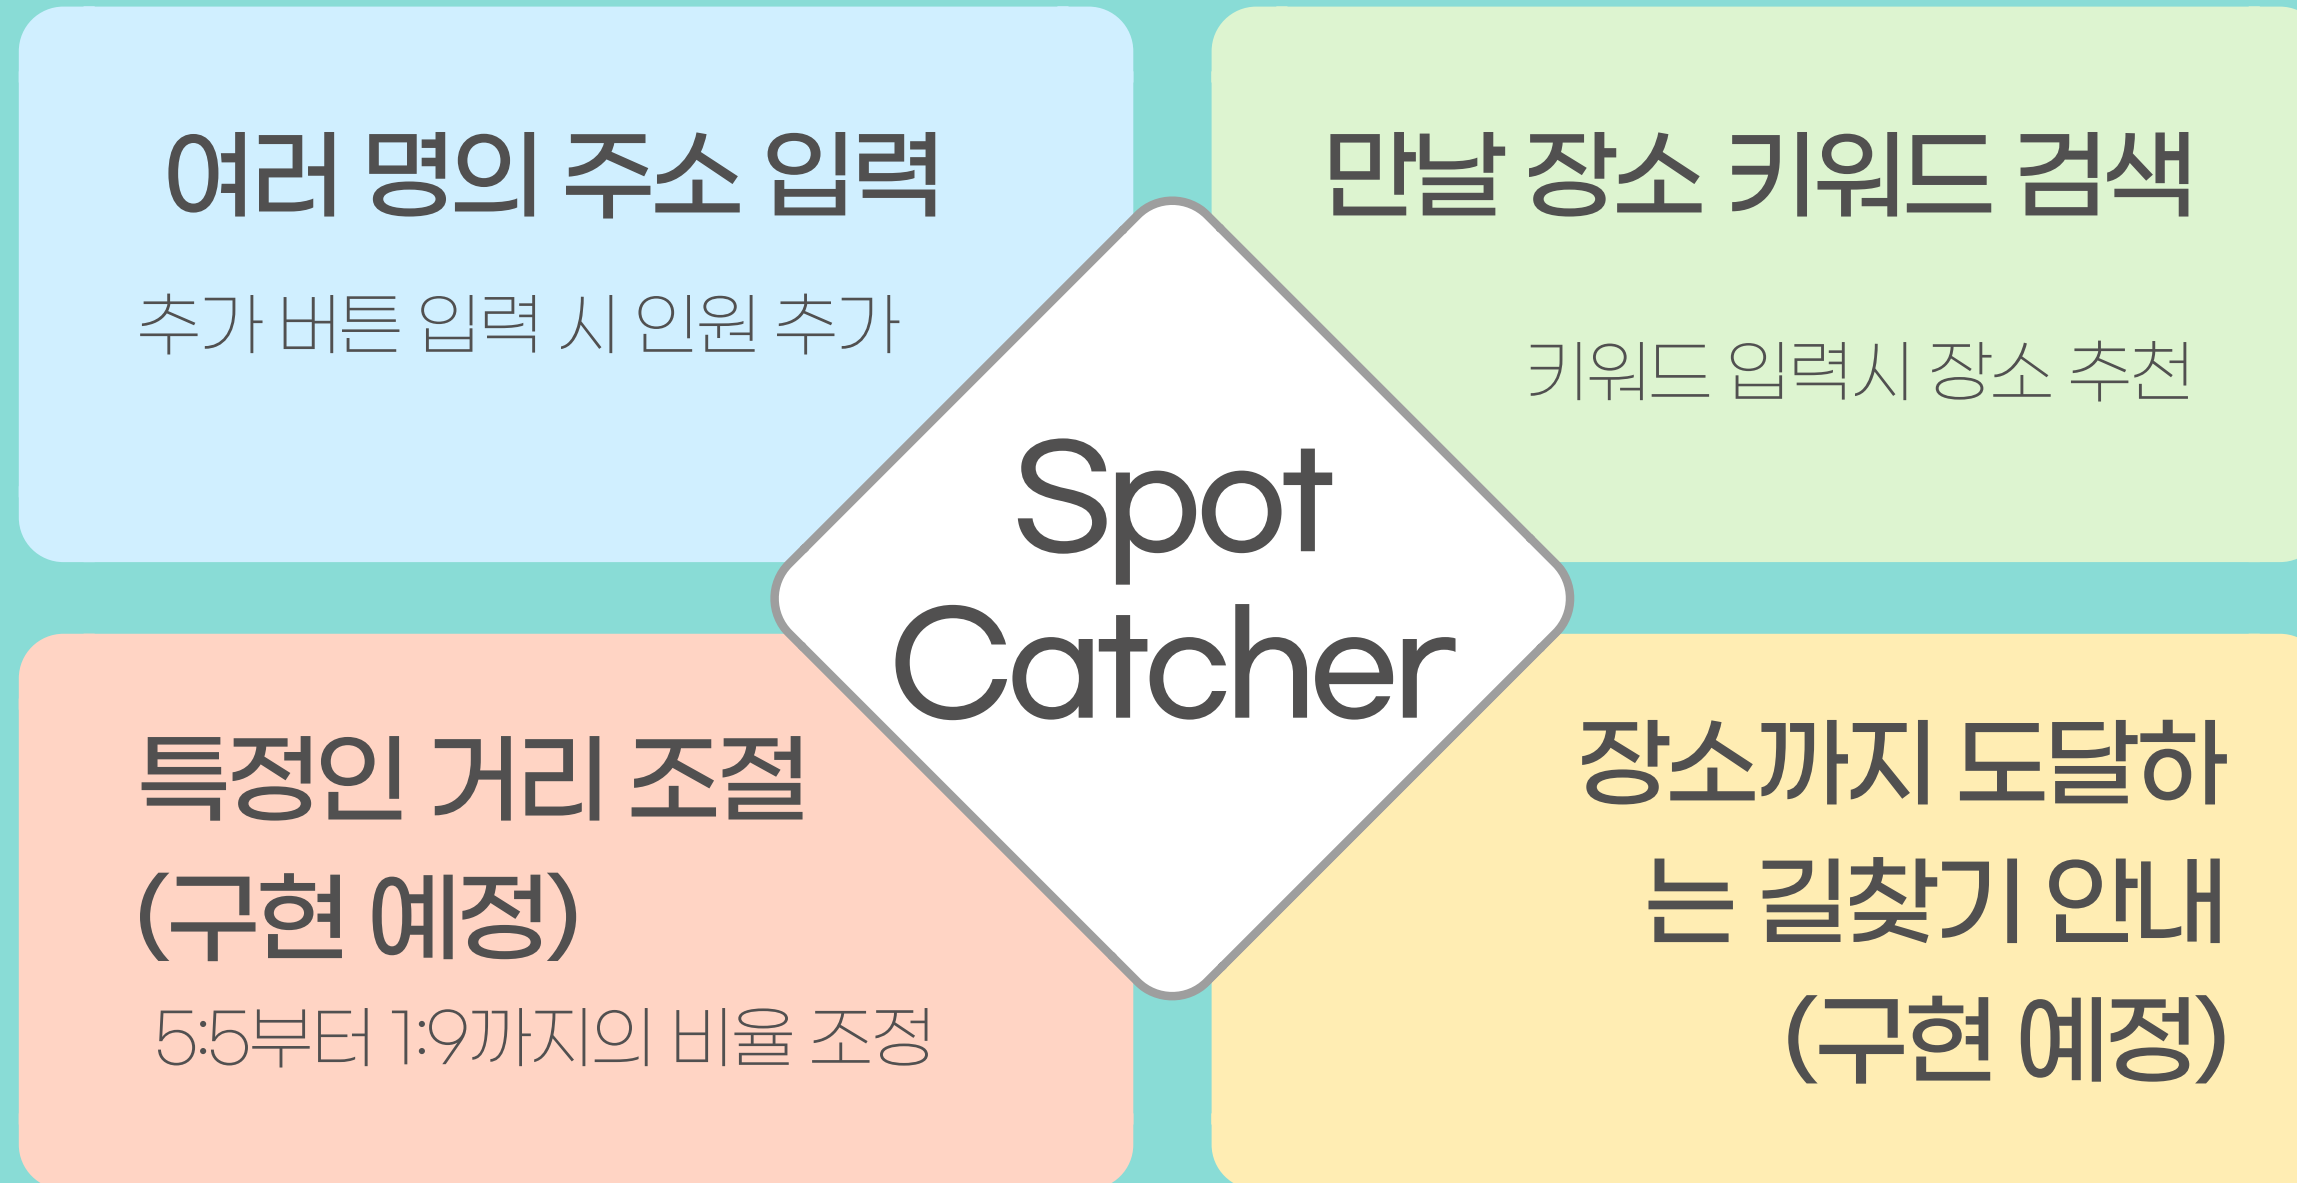 여러 명의 주소 입력
추가 버튼 입력 시 인원 추가
만날 장소 키워드 검색
키워드 입력시 장소 추천
Spot
Catcher
특정인 거리 조절
(구현 예정)
5:5부터 1:9까지의 비율 조정
장소까지 도달하
는 길찾기 안내
(구현 예정)